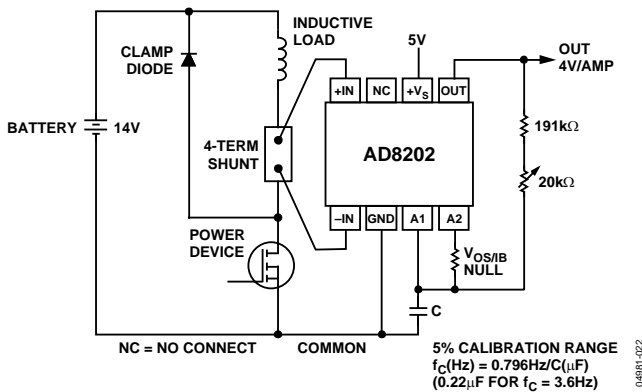 INDUCTIVE
LOAD
CLAMP
DIODE
5V
OUT
4V/AMP
+IN
NC
+VS
OUT
BATTERY
14V
4-TERM
SHUNT
AD8202
191kΩ
20kΩ
–IN
GND
A1
A2
POWER
DEVICE
VOS/IB
NULL
C
NC = NO CONNECT
COMMON
5% CALIBRATION RANGE
fC(Hz) = 0.796Hz/C(μF)
(0.22μF FOR fC = 3.6Hz)
04981-022